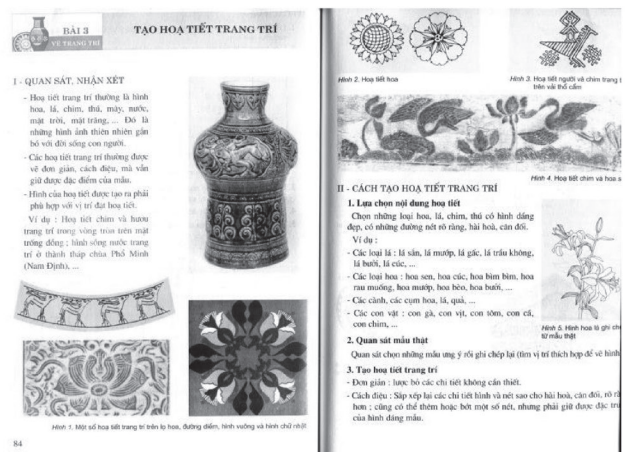 BÀI 3
VẼ TRANG TRÍ
TẠO HOẠ TIẾT TRANG TRÍ
I - QUAN SÁT, NHẬN XÉT
- Hoạ tiết trang trí thường là hình
hoa, lá, chim, thú, mây, nước,
mặt trời, mặt trăng, ... Đó là
những hình ảnh thiên nhiên gắn
bó với đời sống con người.
- Các hoạ tiết trang trí thường được
vẽ đơn giản, cách điệu, mà vẫn
giữ được đặc điểm của mẫu.
- Hình của hoạ tiết được tạo ra phải
phù hợp với vị trí đặt hoạ tiết.
Ví dụ : Hoạ tiết chim và hươu
trang trí trong vòng tròn trên mặt
trống đồng ; hình sóng nước trang
trí ở thành tháp chùa Phổ Minh
(Nam Định), ...
Hình 1. Một số hoạ tiết trang trí trên lọ hoa, đường diềm, hình vuông và hình chữ nhật
84
Hình 2. Hoạ tiết hoa
Hình 3. Hoạ tiết người và chim trang t
trên vải thổ cẩm
Hình 4. Hoạ tiết chim và hoa s
II - CÁCH TẠO HOẠ TIẾT TRANG TRÍ
1. Lựa chọn nội dung hoạ tiết
Chọn những loại hoa, lá, chim, thú có hình dáng
đẹp, có những đường nét rõ ràng, hài hoà, cân đối.
Ví dụ :
- Các loại lá : lá sắn, lá mướp, lá gấc, lá trầu không,
lá bưởi, lá cúc, ...
- Các loại hoa : hoa sen, hoa cúc, hoa bìm bìm, hoa
rau muống, hoa mướp, hoa bèo, hoa bưởi, ...
- Các cành, các cụm hoa, lá, quả, ...
- Các con vật : con gà, con vịt, con tôm, con cá,
con chim, ...
Hình 5. Hình hoa lá ghi ch
từ mẫu thật
2. Quan sát mẫu thật
Quan sát chọn những mẫu ưng ý rồi ghi chép lại (tìm vị trí thích hợp để vẽ hình
3. Tạo hoạ tiết trang trí
- Đơn giản : lược bỏ các chi tiết không cần thiết.
- Cách điệu : Sắp xếp lại các chi tiết hình và nét sao cho hài hoà, cân đối, rõ rà
hơn ; cũng có thể thêm hoặc bớt một số nét, nhưng phải giữ được đặc trư
của hình dáng mẫu.